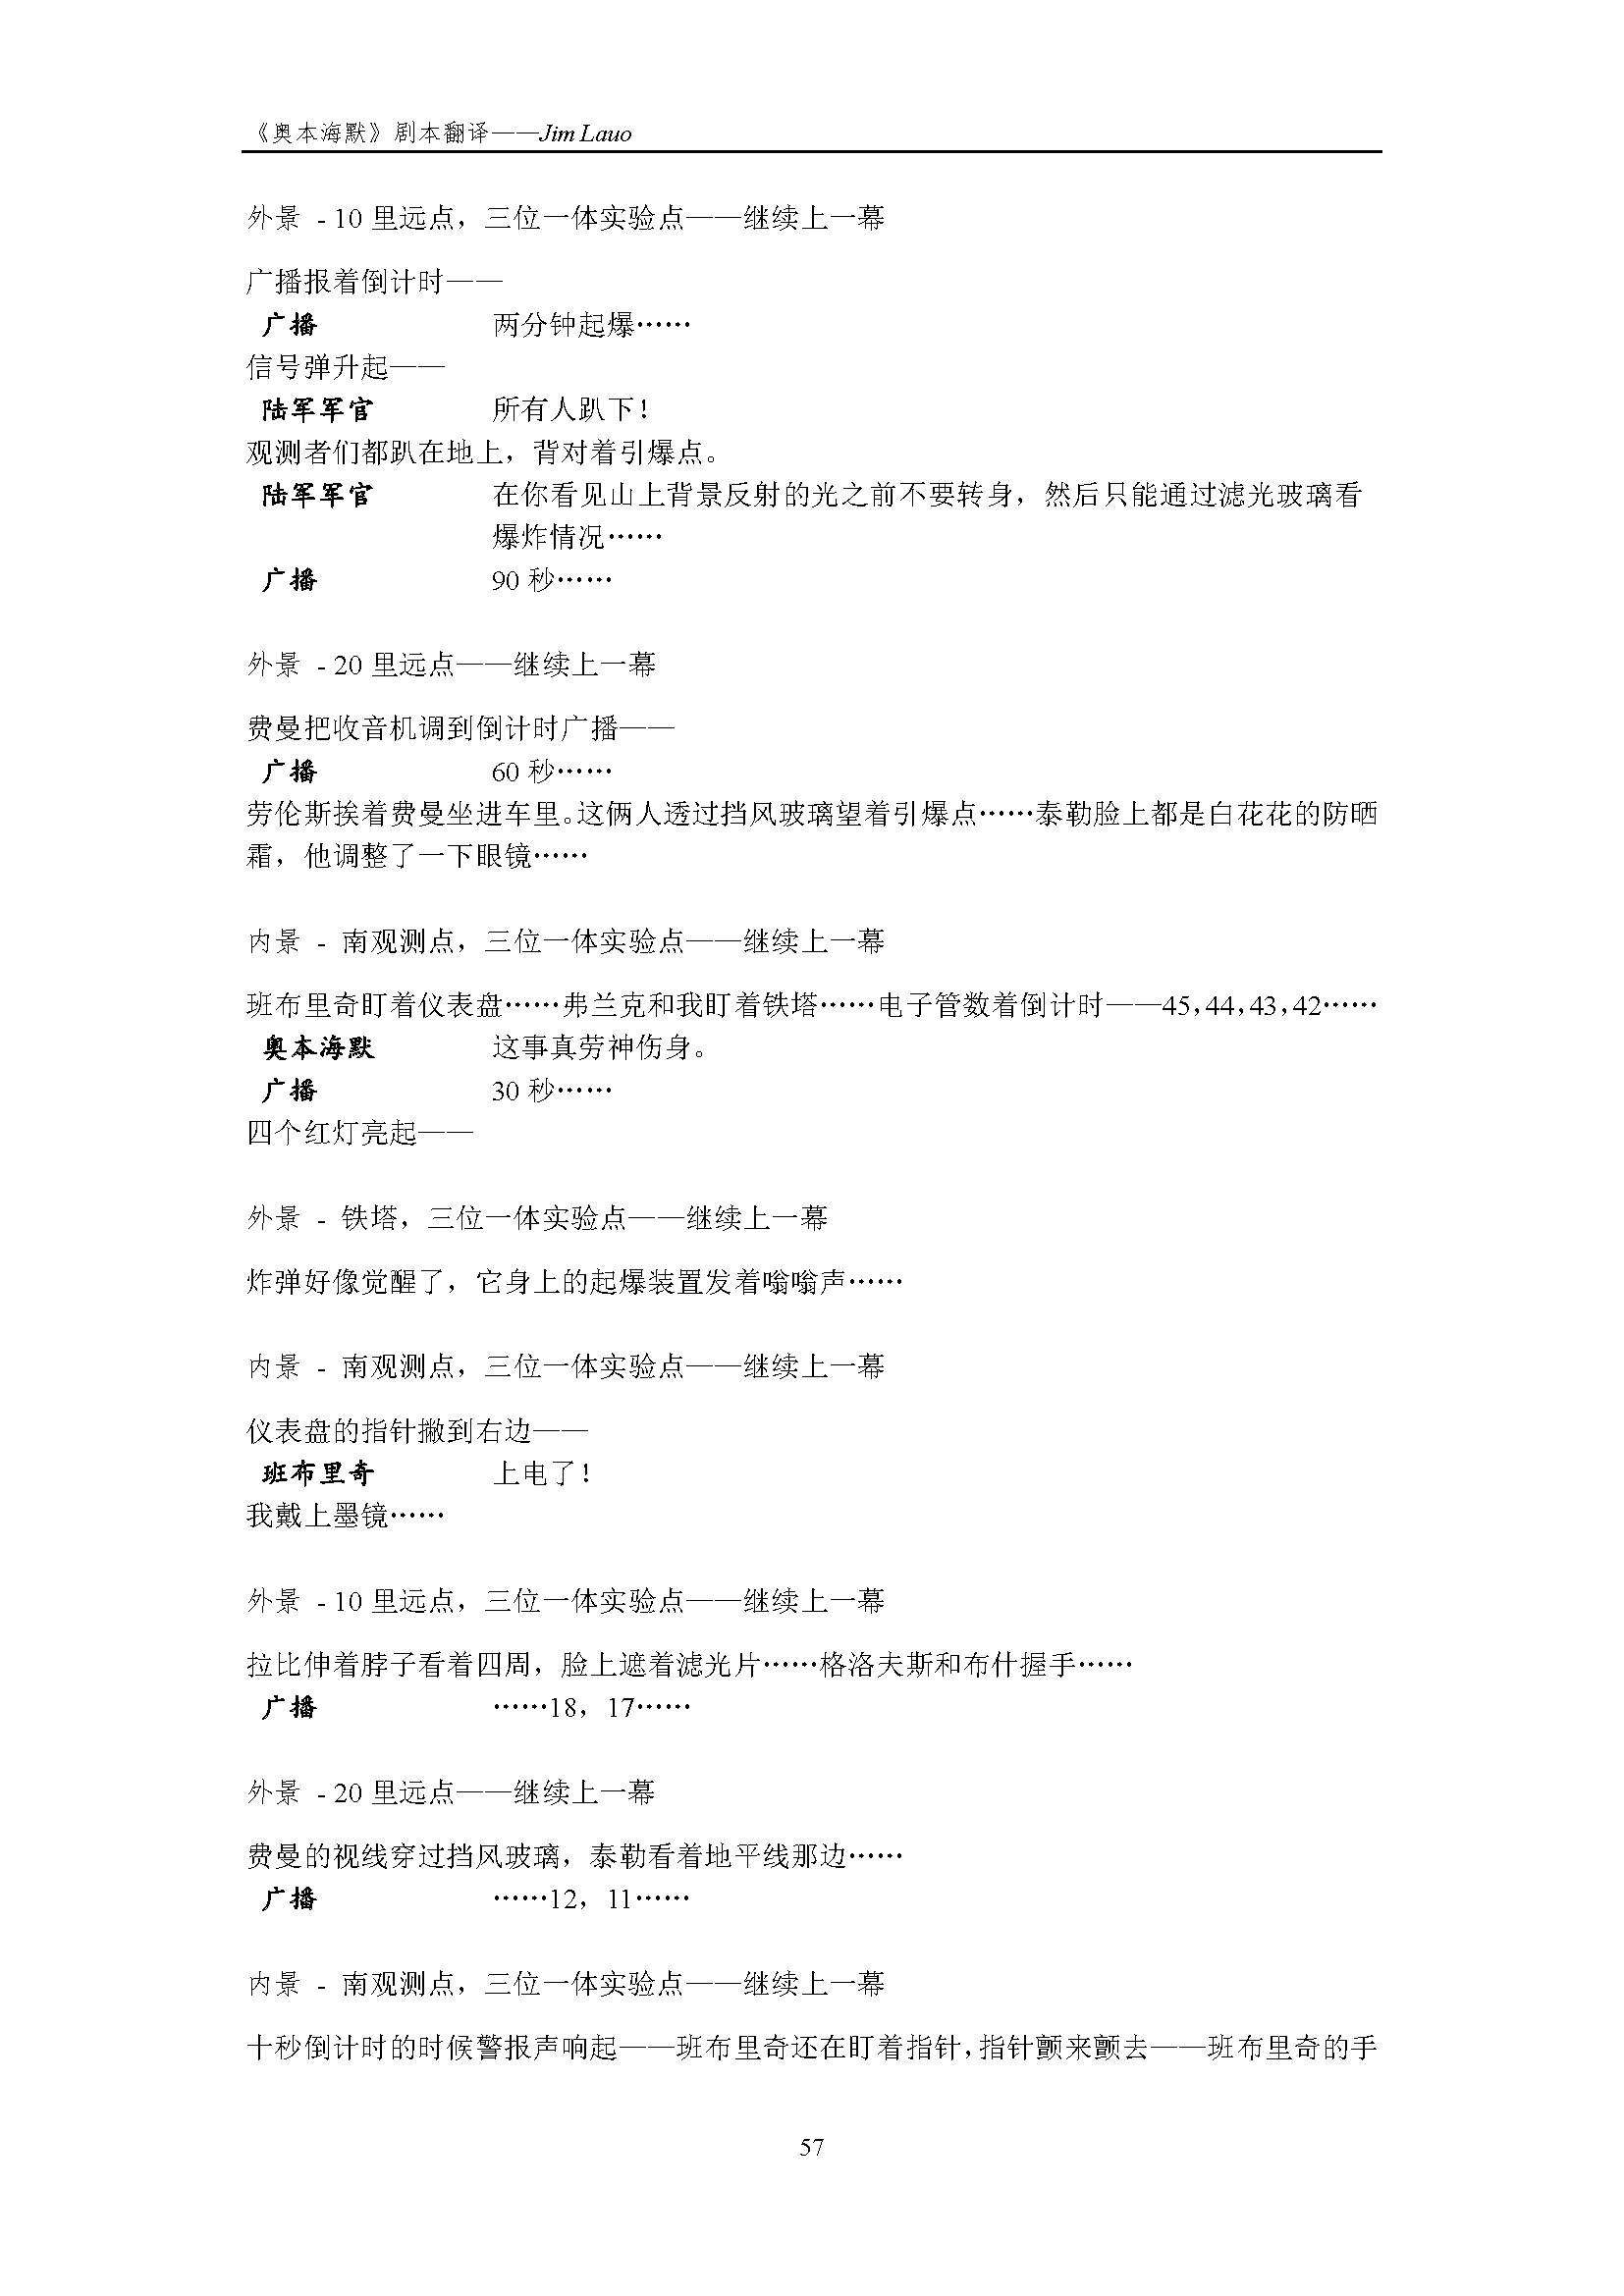 《奥本海默》剧本翻译——Jim Lauo
外景 - 10 里远点，三位一体实验点——继续上一幕
广播报着倒计时——
广播 两分钟起爆……
信号弹升起——
陆军军官 所有人趴下！
观测者们都趴在地上，背对着引爆点。
陆军军官 在你看见山上背景反射的光之前不要转身，然后只能通过滤光玻璃看
爆炸情况……
广播 90 秒……
外景 - 20 里远点——继续上一幕
费曼把收音机调到倒计时广播——
广播 60 秒……
劳伦斯挨着费曼坐进车里。这俩人透过挡风玻璃望着引爆点……泰勒脸上都是白花花的防晒
霜，他调整了一下眼镜……
内景 - 南观测点，三位一体实验点——继续上一幕
班布里奇盯着仪表盘……弗兰克和我盯着铁塔……电子管数着倒计时——45，44，43，42……
奥本海默 这事真劳神伤身。
广播 30 秒……
四个红灯亮起——
外景 - 铁塔，三位一体实验点——继续上一幕
炸弹好像觉醒了，它身上的起爆装置发着嗡嗡声……
内景 - 南观测点，三位一体实验点——继续上一幕
仪表盘的指针撇到右边——
班布里奇 上电了！
我戴上墨镜……
外景 - 10 里远点，三位一体实验点——继续上一幕
拉比伸着脖子看着四周，脸上遮着滤光片……格洛夫斯和布什握手……
广播 ……18，17……
外景 - 20 里远点——继续上一幕
费曼的视线穿过挡风玻璃，泰勒看着地平线那边……
广播 ……12，11……
内景 - 南观测点，三位一体实验点——继续上一幕
十秒倒计时的时候警报声响起——班布里奇还在盯着指针，指针颤来颤去——班布里奇的手
57